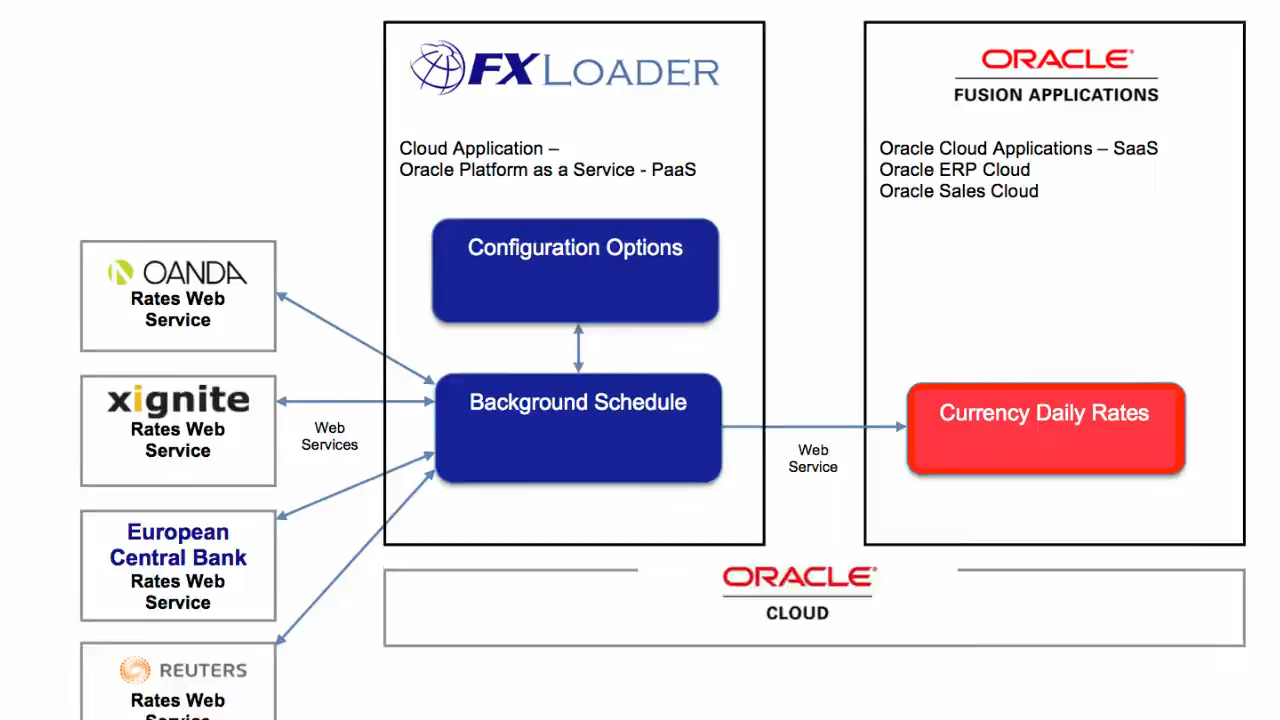 FX LOADER
Cloud Application –
Oracle Platform as a Service - PaaS
Configuration Options
Background Schedule
ORACLE®
FUSION APPLICATIONS
Oracle Cloud Applications – SaaS
Oracle ERP Cloud
Oracle Sales Cloud
Currency Daily Rates
OANDA
Rates Web
Service
xignite
Rates Web
Service
European
Central Bank
Rates Web
Service
REUTERS
Rates Web
Service
Web
Services
Web
Service
ORACLE®
CLOUD